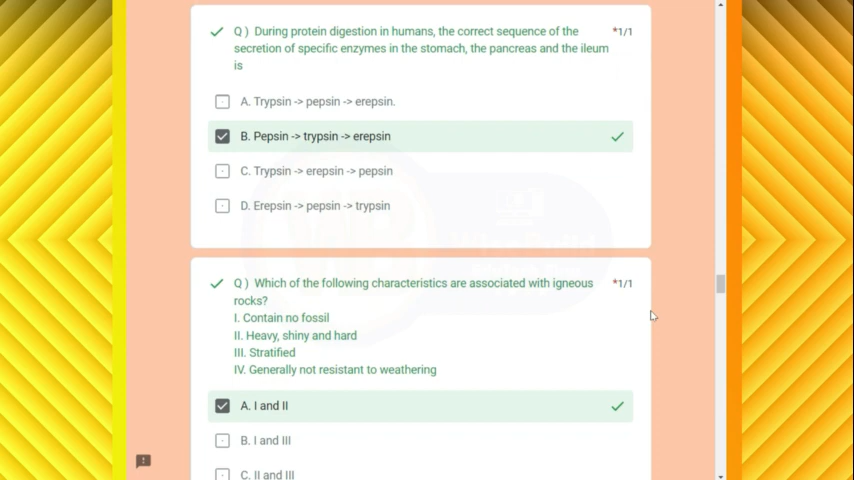 Q ) During protein digestion in humans, the correct sequence of the *1/1
secretion of specific enzymes in the stomach, the pancreas and the ileum
is
A. Trypsin -> pepsin -> erepsin.
B. Pepsin -> trypsin -> erepsin
C. Trypsin -> erepsin -> pepsin
D. Erepsin -> pepsin -> trypsin
Q ) Which of the following characteristics are associated with igneous *1/1
rocks?
I. Contain no fossil
II. Heavy, shiny and hard
III. Stratified
IV. Generally not resistant to weathering
A. I and II
B. I and III
C. II and III